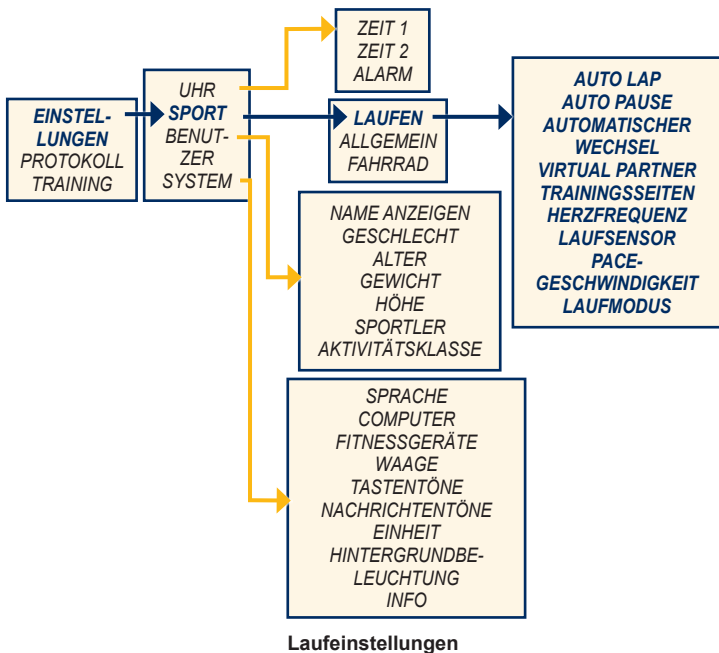 EINSTEL-
LUNGEN
PROTOKOLL
TRAINING
UHR
SPORT
BENUT-
ZER
SYSTEM
ZEIT 1
ZEIT 2
ALARM
LAUFEN
ALLGEMEIN
FAHRRAD
NAME ANZEIGEN
GESCHLECHT
ALTER
GEWICHT
HÖHE
SPORTLER
AKTIVITÄTSKLASSE
SPRACHE
COMPUTER
FITNESSGERÄTE
WAAGE
TASTENTÖNE
NACHRICHTENTÖNE
EINHEIT
HINTERGRUNDBE-
LEUCHTUNG
INFO
AUTO LAP
AUTO PAUSE
AUTOMATISCHER
WECHSEL
VIRTUAL PARTNER
TRAININGSSEITEN
HERZFREQUENZ
LAUFSENSOR
PACE-
GESCHWINDIGKEIT
LAUFMODUS
Laufeinstellungen